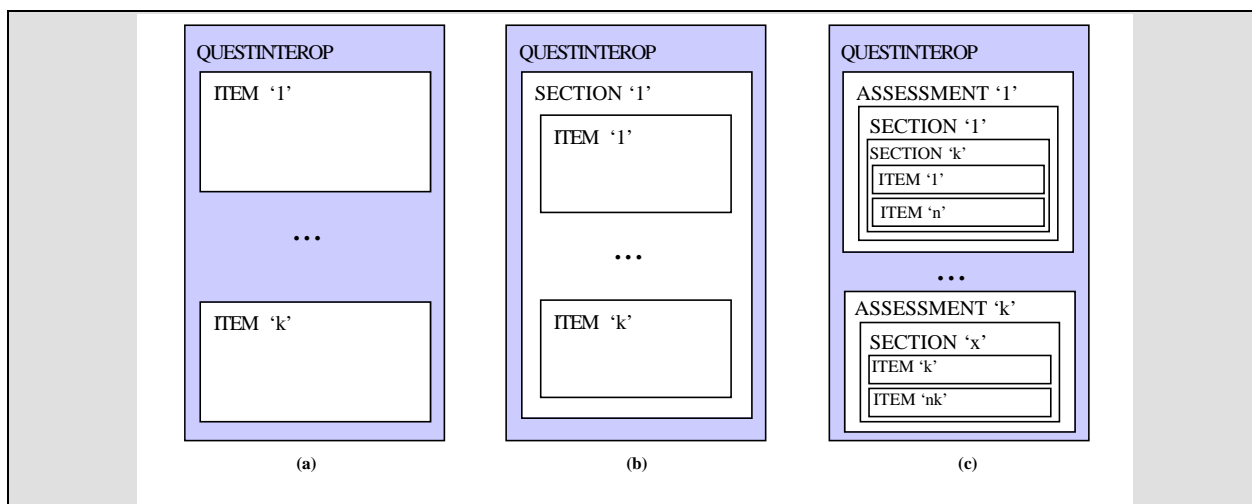 QUESTINTEROP
ITEM ‘1’
...
ITEM ‘k’
(a)
QUESTINTEROP
SECTION ‘1’
ITEM ‘1’
...
ITEM ‘k’
(b)
QUESTINTEROP
ASSESSMENT ‘1’
SECTION ‘1’
SECTION ‘k’
ITEM ‘1’
ITEM ‘n’
...
ASSESSMENT ‘k’
SECTION ‘x’
ITEM ‘k’
ITEM ‘nk’
(c)